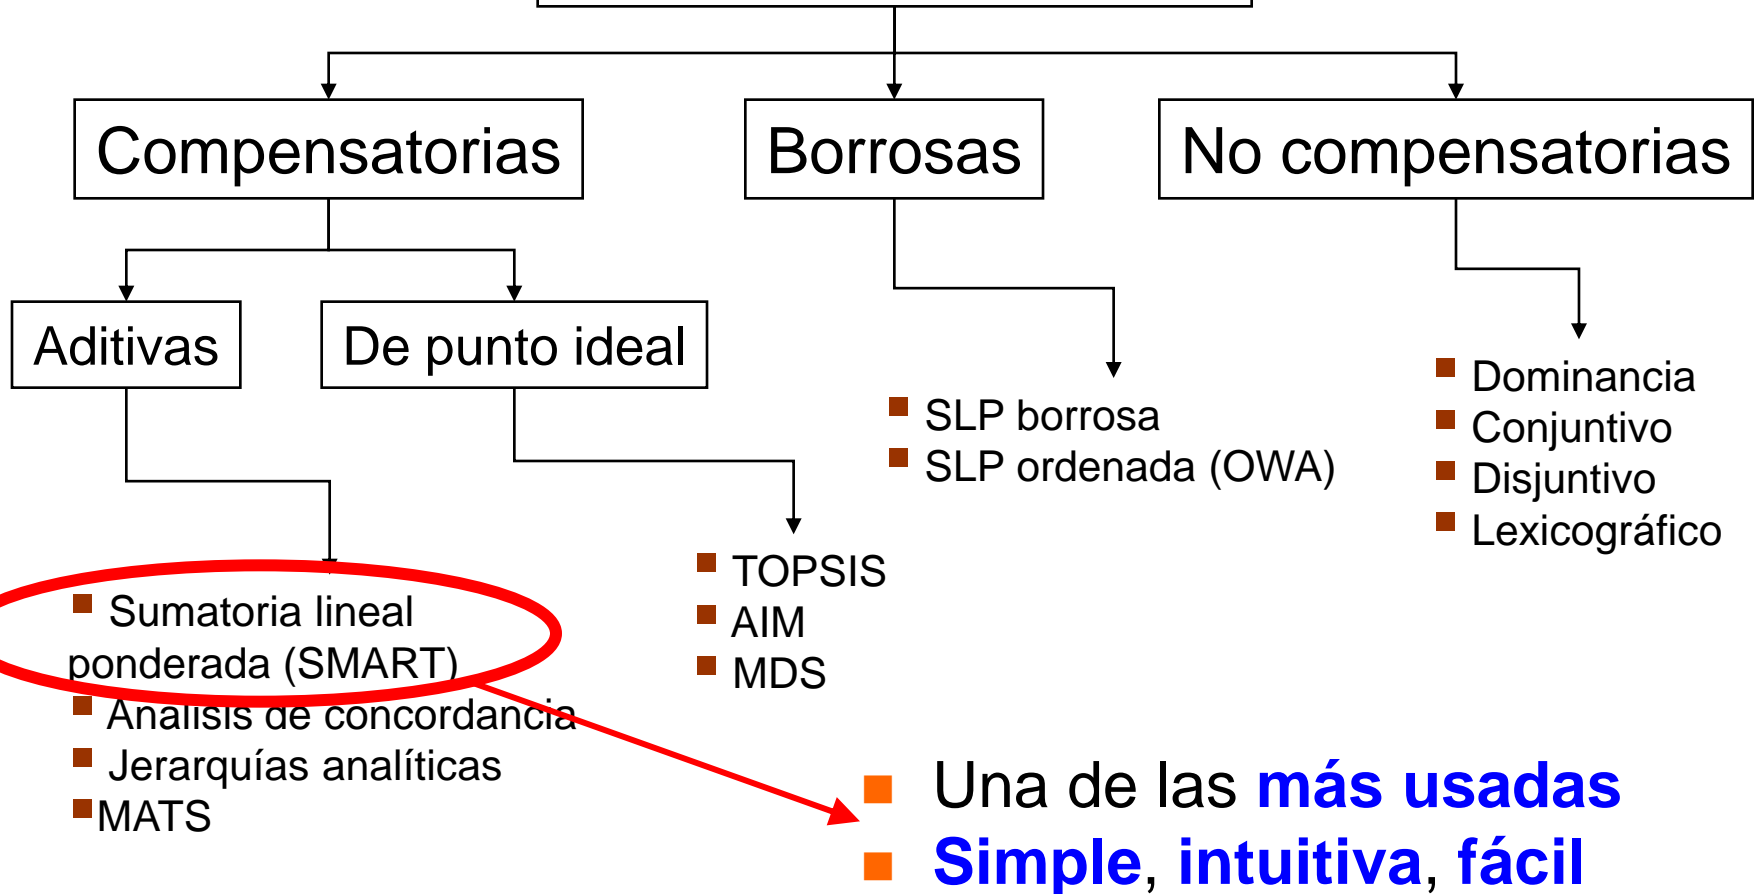 Compensatorias
Borrosas
No compensatorias
Aditivas
De punto ideal
SLP borrosa
SLP ordenada (OWA)
Dominancia
Conjuntivo
Disjuntivo
Lexicográfico
TOPSIS
AIM
MDS
Sumatoria lineal
ponderada (SMART)
Análisis de concordancia
Jerarquías analíticas
MATS
Una de las más usadas
Simple, intuitiva, fácil